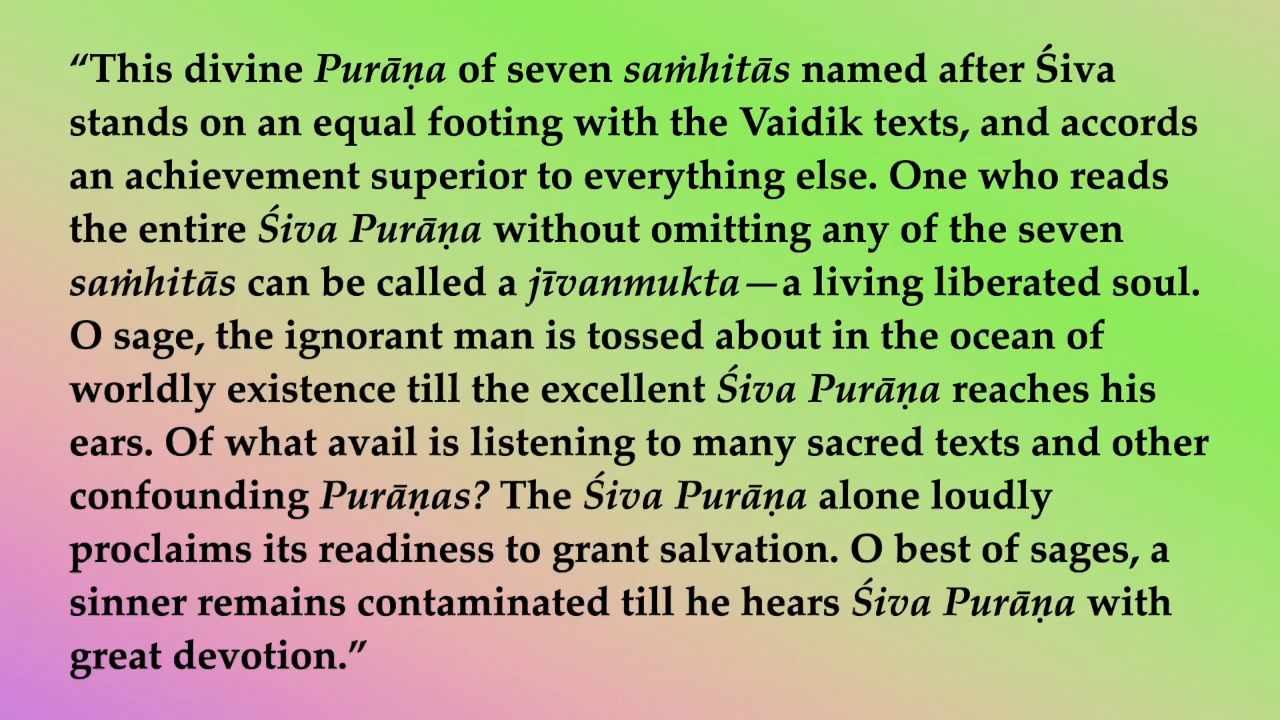 “This divine Purāṇa of seven saṁhitās named after Śiva
stands on an equal footing with the Vaidik texts, and accords
an achievement superior to everything else. One who reads
the entire Śiva Purāṇa without omitting any of the seven
saṁhitās can be called a jīvanmukta—a living liberated soul.
O sage, the ignorant man is tossed about in the ocean of
worldly existence till the excellent Śiva Purāṇa reaches his
ears. Of what avail is listening to many sacred texts and other
confounding Purāṇas? The Śiva Purāṇa alone loudly
proclaims its readiness to grant salvation. O best of sages, a
sinner remains contaminated till he hears Śiva Purāṇa with
great devotion.”